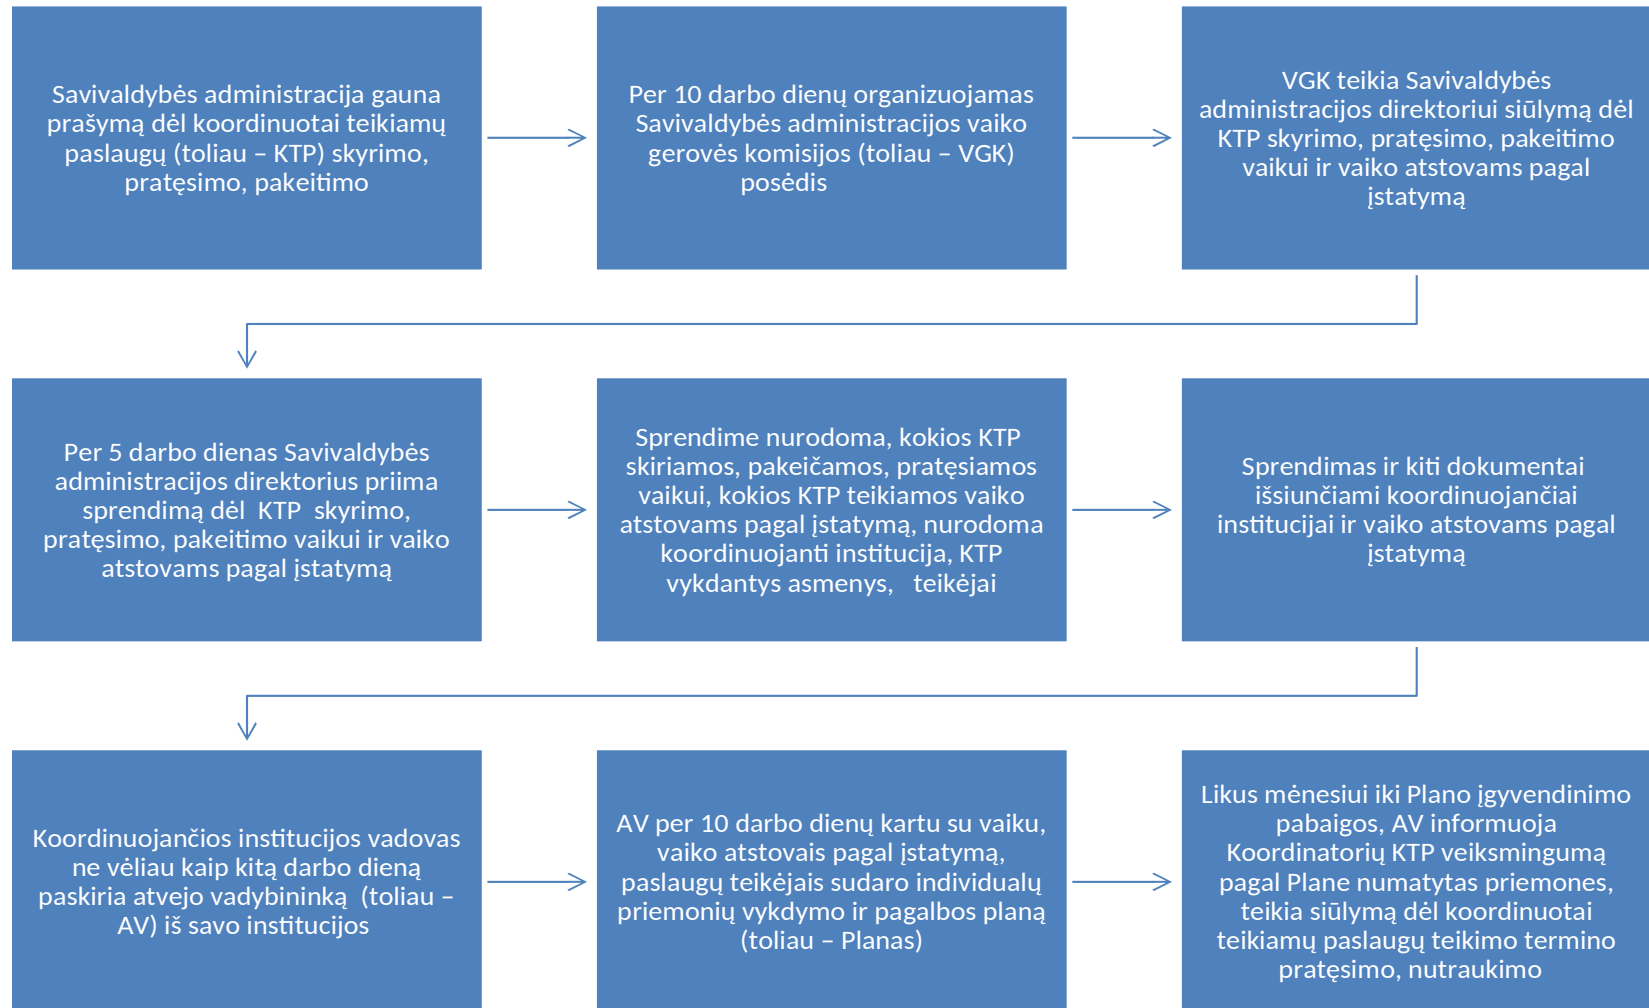 Savivaldybės administracija gauna
prašymą dėl koordinuotai teikiamų
paslaugų (toliau – KTP) skyrimo,
pratęsimo, pakeitimo
Per 10 darbo dienų organizuojamas
Savivaldybės administracijos vaiko
gerovės komisijos (toliau – VGK)
posėdis
VGK teikia Savivaldybės
administracijos direktoriui siūlymą dėl
KTP skyrimo, pratęsimo, pakeitimo
vaikui ir vaiko atstovams pagal
įstatymą
Per 5 darbo dienas Savivaldybės
administracijos direktorius priima
sprendimą dėl  KTP  skyrimo,
pratęsimo, pakeitimo vaikui ir vaiko
atstovams pagal įstatymą
Sprendime nurodoma, kokios KTP
skiriamos, pakeičamos, pratęsiamos
vaikui, kokios KTP teikiamos vaiko
atstovams pagal įstatymą, nurodoma
koordinuojanti institucija, KTP
vykdantys asmenys,   teikėjai
Sprendimas ir kiti dokumentai
išsiunčiami koordinuojančiai
institucijai ir vaiko atstovams pagal
įstatymą
Koordinuojančios institucijos vadovas
ne vėliau kaip kitą darbo dieną
paskiria atvejo vadybininką  (toliau –
AV) iš savo institucijos
AV per 10 darbo dienų kartu su vaiku,
vaiko atstovais pagal įstatymą,
paslaugų teikėjais sudaro individualų
priemonių vykdymo ir pagalbos planą
(toliau – Planas)
Likus mėnesiui iki Plano įgyvendinimo
pabaigos, AV informuoja
Koordinatorių KTP veiksmingumą
pagal Plane numatytas priemones,
teikia siūlymą dėl koordinuotai
teikiamų paslaugų teikimo termino
pratęsimo, nutraukimo